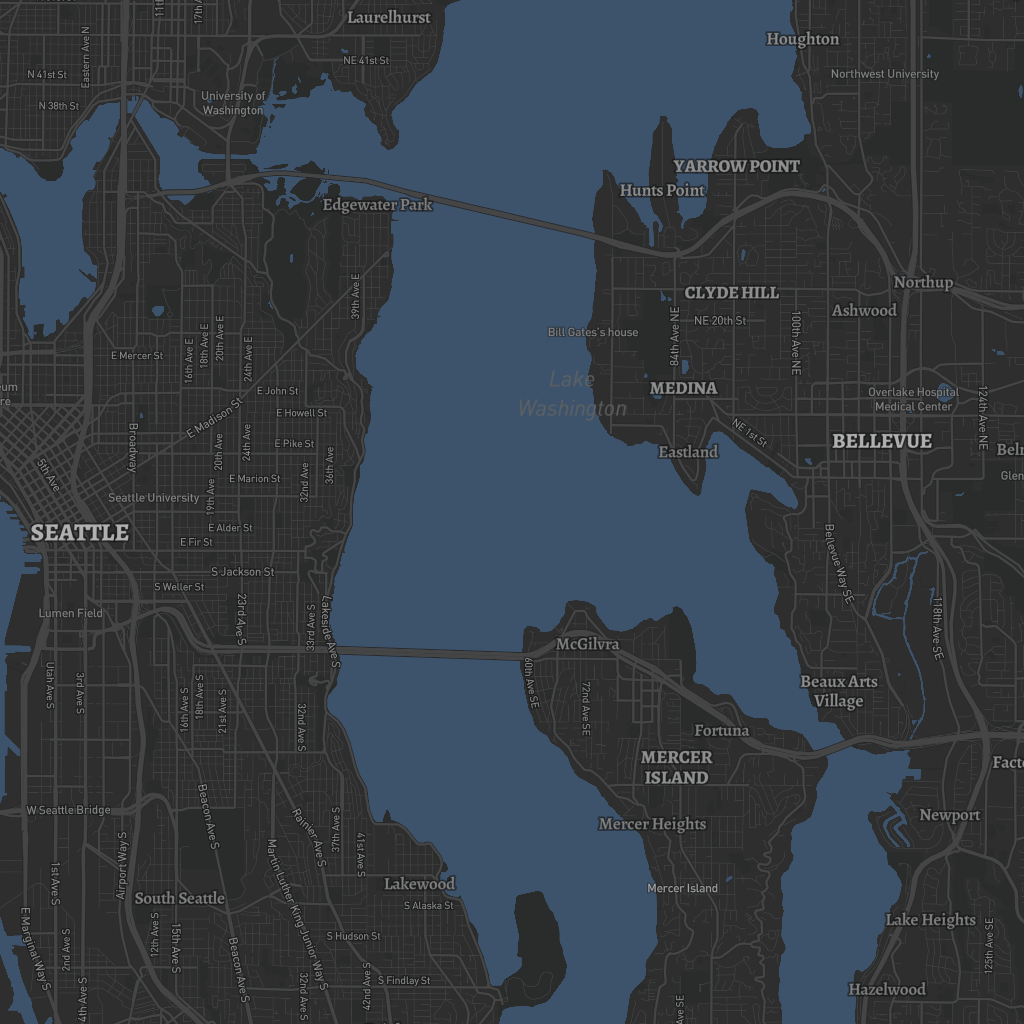 Laurelhurst
Houghton
11th
17th
Eastern Ave N
NE 41st St
N 41st St
Northwest University
University of
Washington
N 38th St
YARROW POINT
Hunts Point
Edgewater Park
Northup
CLYDE HILL
39th Ave E
Ashwood
NE 20th St
84th Ave NE
100th Ave NE
Bill Gates's house
16th Ave E
18th Ave E
20th Ave E
24th Ave E
E Mercer St
Lake
Washington
MEDINA
Overlake Hospital
Medical Center
124th Ave NE
E John St
E Howell St
E Madison St
NE 1st St
BELLEVUE
Broadway
20th Ave
24th Ave
E Pike St
36th Ave
Eastland
5th Ave
32nd Ave
E Marion St
Seattle University
19th Ave
SEATTLE
E Alder St
E Fir St
Bellevue Way SE
S Jackson St
S Weller St
Lumen Field
23rd Ave S
33rd Ave S
Lakeside Ave S
118th Ave SE
McGilvra
60th Ave SE
72nd Ave SE
Utah Ave S
3rd Ave S
16th Ave S
18th Ave S
21st Ave S
32nd Ave S
Beaux Arts
Village
Fortuna
MERCER
ISLAND
W Seattle Bridge
Beacon Ave S
Rainier Ave S
37th Ave S
41st Ave S
Mercer Heights
Newport
Airport Way S
1st Ave S
Martin Luther King Junior Way S
Lakewood
Mercer Island
South Seattle
S Alaska St
E Marginal Way S
2nd Ave S
12th Ave S
15th Ave S
Beacon Ave S
S Hudson St
Lake Heights
125th Ave SE
S Findlay St
42nd Ave S
32nd Ave S
4th Ave S
Hazelwood
Ave SE